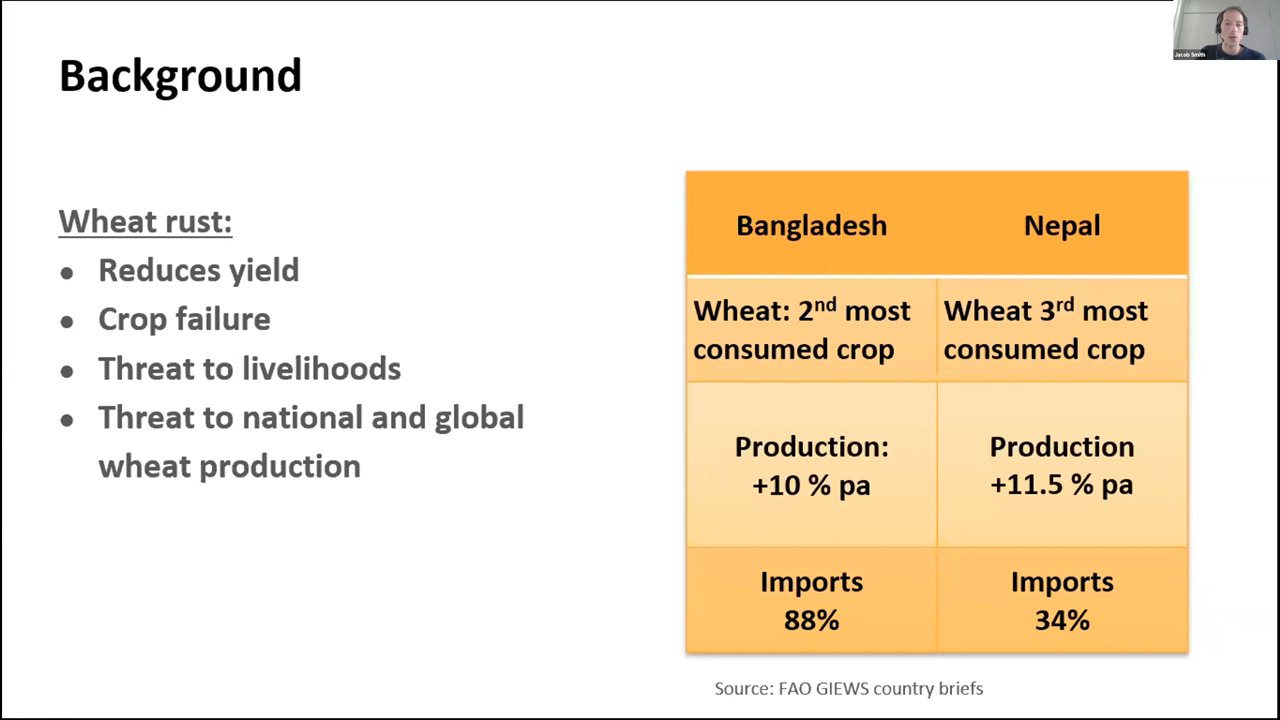 Background
Jacob Smith
Wheat rust:
● Reduces yield
● Crop failure
● Threat to livelihoods
● Threat to national and global
wheat production
Bangladesh Nepal
Wheat: 2nd most Wheat 3rd most
consumed crop consumed crop
Production: Production
+10 % pa +11.5 % pa
Imports Imports
88% 34%
Source: FAO GIEWS country briefs